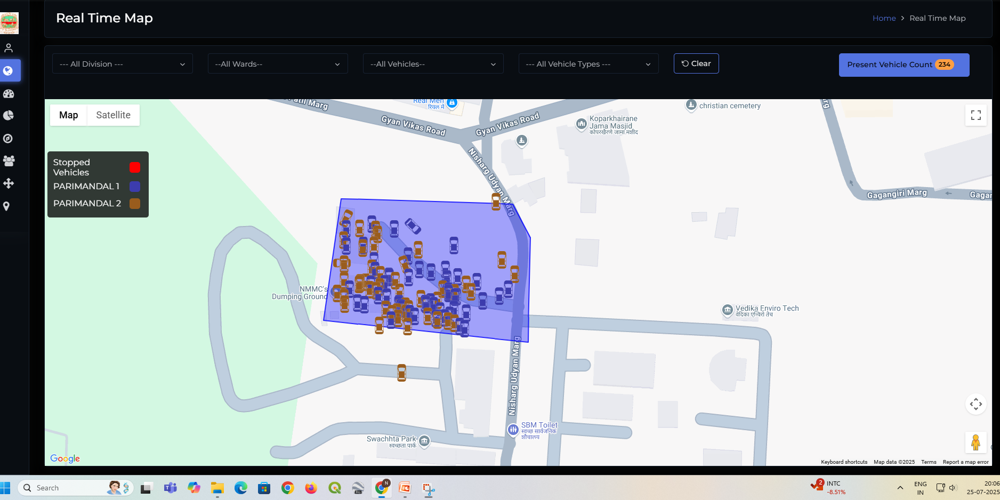 Real Time Map
Home > Real Time Map
--- All Division ---
--All Wards--
--All Vehicles--
--- All Vehicle Types ---
Clear
Present Vehicle Count 234
Map
Satellite
Marg
Real Men
रियल में
Gyan Vikas Road
Gyan Vikas Road
christian cemetery
Koparkhairane
Jama Masjid
कोपरखैरणे जामा मशीद
Stopped
Vehicles
PARIMANDAL 1
PARIMANDAL 2
Nisharg Udyan Marg
Gagangiri Marg
NMMC's
Dumping Ground
Vedika Enviro Tech
वेदिका एन्विरो तेच
Nisharg Udyan Marg
SBM Toilet
स्वच्छ सार्वजनिक
शौचालय
Swachhta Park
स्वच्छता पार्क
Google
Keyboard shortcuts
Map data ©2025
Terms
Report a map error
Search
2
INTC
-8.51%
ENG
IN
20:06
25-07-2025